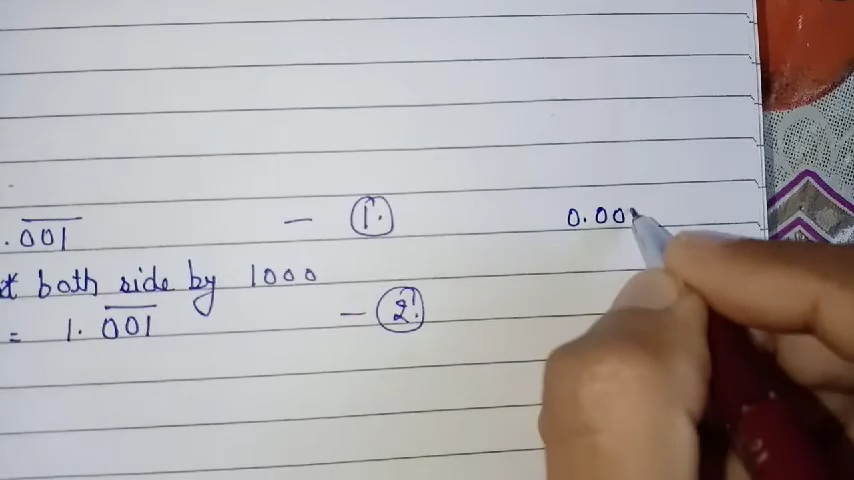 .001 — 1. 0.00
both side by 1000
= 1.001 — 2.